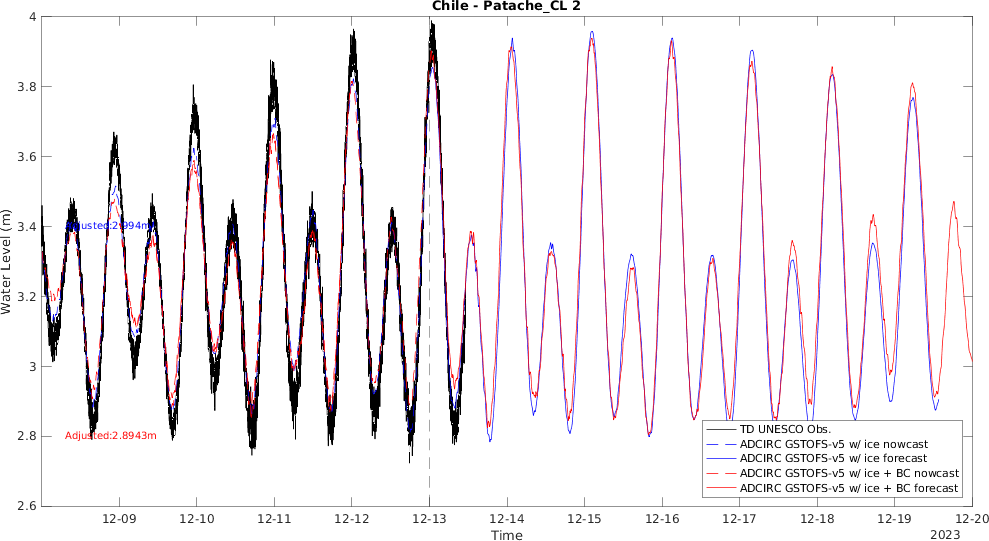 Chile - Patache_CL 2
4
3.8
3.6
3.4
3.2
3
2.8
2.6
Water Level (m)
Adjusted:2.994m
Adjusted:2.8943m
TD UNESCO Obs.
ADCIRC GSTOFS-v5 w/ ice nowcast
ADCIRC GSTOFS-v5 w/ ice forecast
ADCIRC GSTOFS-v5 w/ ice + BC nowcast
ADCIRC GSTOFS-v5 w/ ice + BC forecast
12-09 12-10 12-11 12-12 12-13 12-14 12-15 12-16 12-17 12-18 12-19 12-20
Time
2023